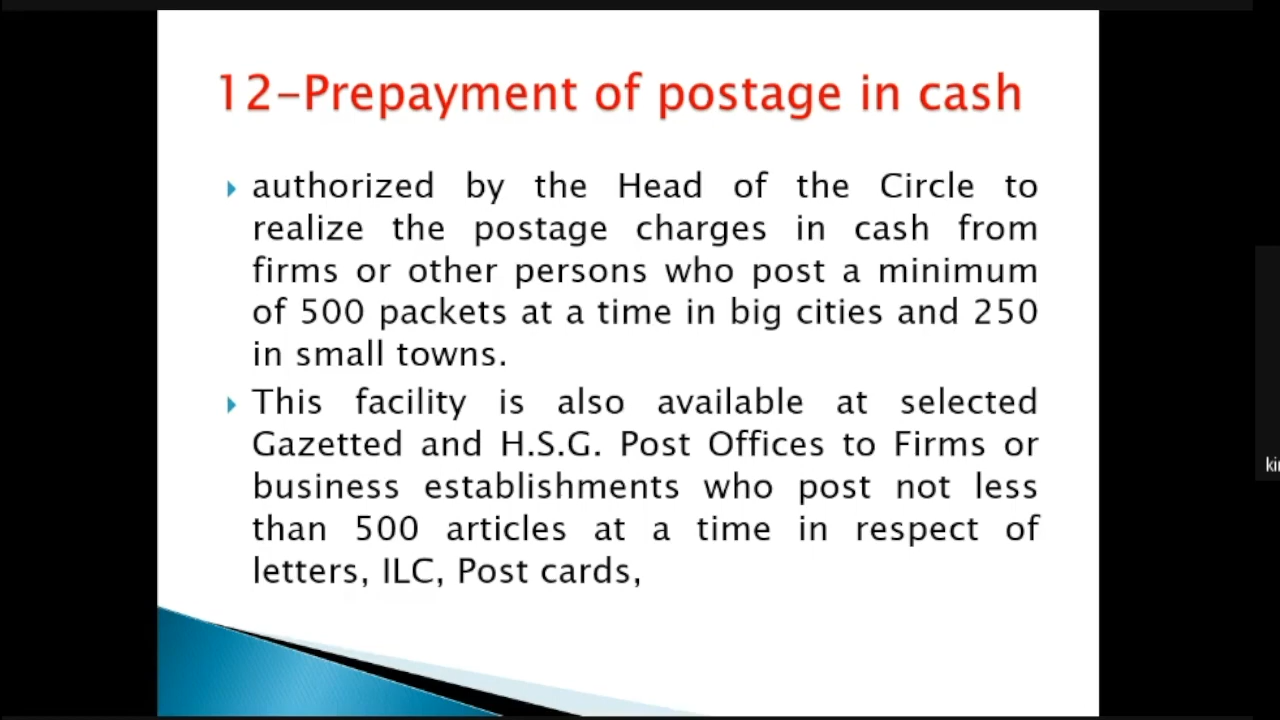 12-Prepayment of postage in cash
authorized by the Head of the Circle to
realize the postage charges in cash from
firms or other persons who post a minimum
of 500 packets at a time in big cities and 250
in small towns.
This facility is also available at selected
Gazetted and H.S.G. Post Offices to Firms or
business establishments who post not less
than 500 articles at a time in respect of
letters, ILC, Post cards,